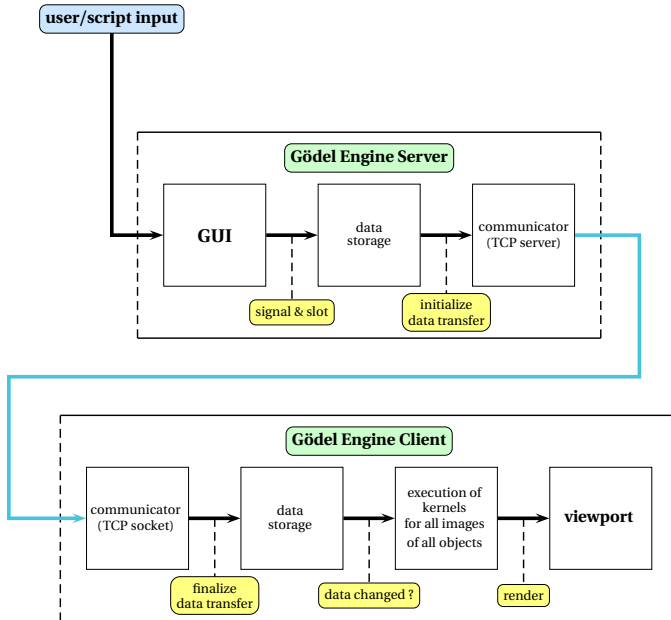 user/script input
Gödel Engine Server
GUI
data
storage
communicator
(TCP server)
signal & slot
initialize
data transfer
Gödel Engine Client
communicator
(TCP socket)
data
storage
execution of
kernels
for all images
of all objects
viewport
finalize
data transfer
data changed ?
render